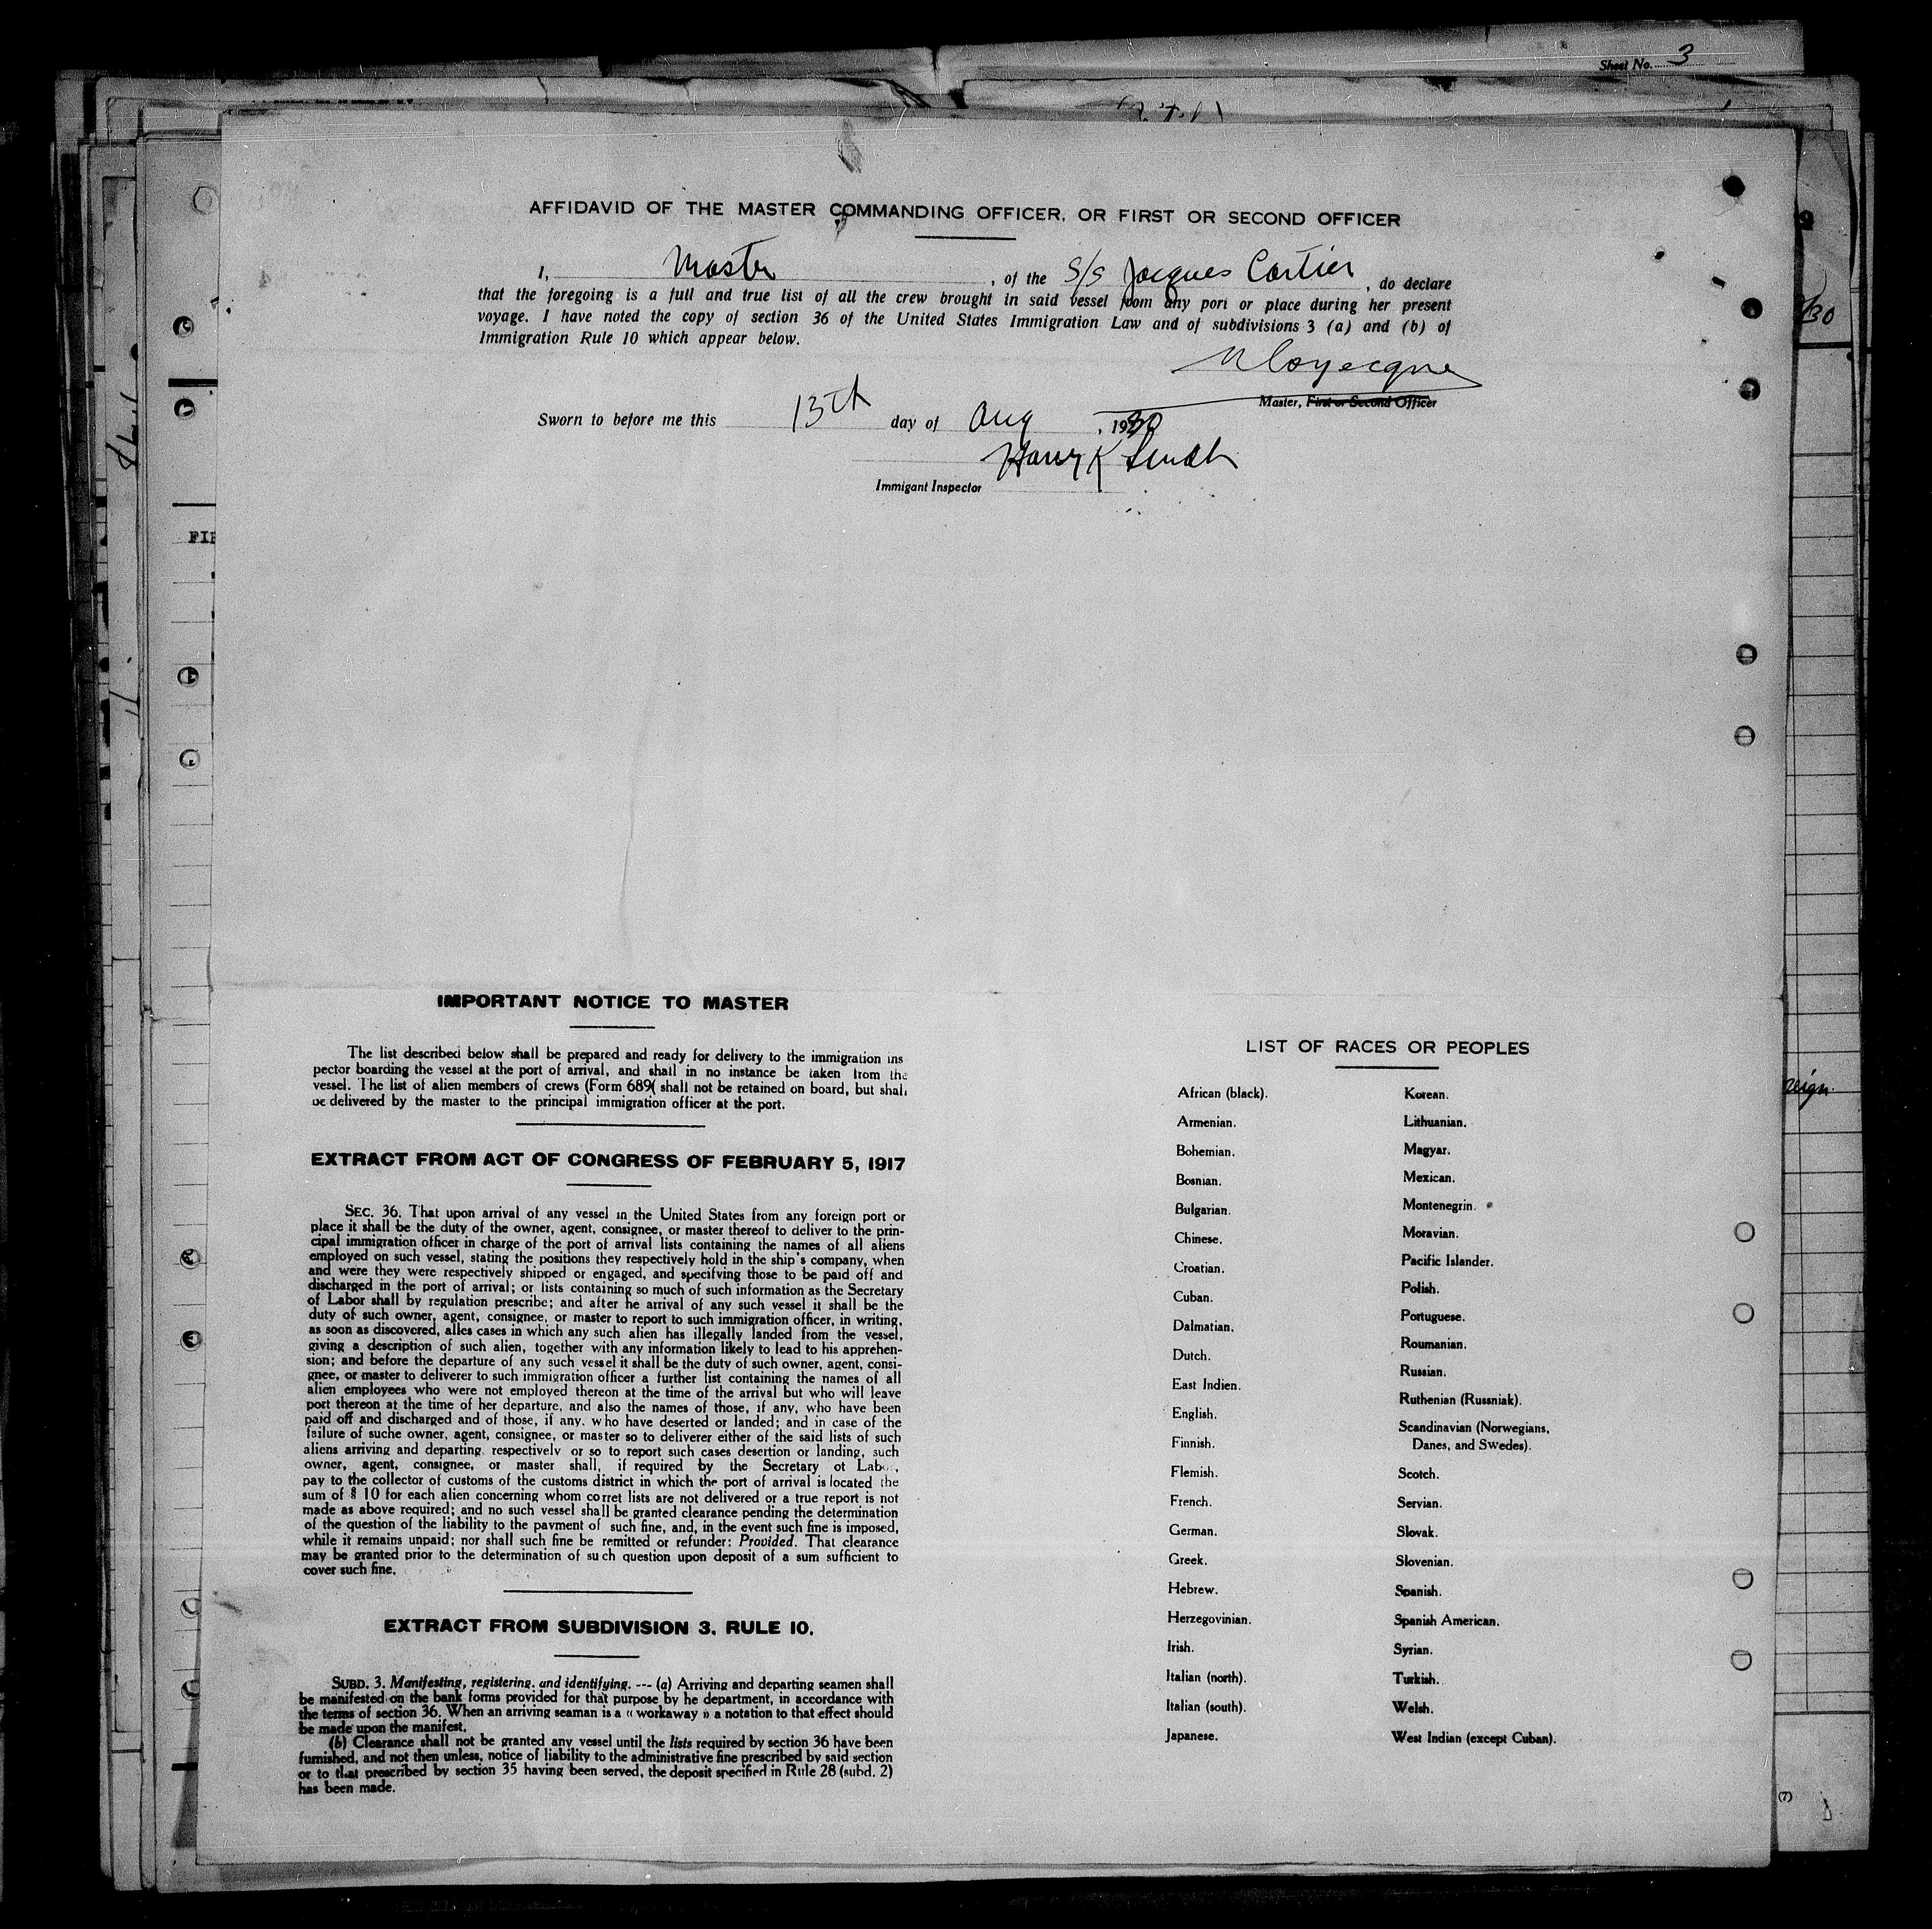 Sheet No. 3
AFFIDAVID OF THE MASTER COMMANDING OFFICER, OR FIRST OR SECOND OFFICER
I, Master, of the S/S Jacques Cartier, do declare
that the foregoing is a full and true list of all the crew brought in said vessel from any port or place during her present
voyage. I have noted the copy of section 36 of the United States Immigration Law and of subdivisions 3 (a) and (b) of
Immigration Rule 10 which appear below.
Master, First or Second Officer
Sworn to before me this 13th day of Aug, 1930
Harry K
Immigant Inspector
IMPORTANT NOTICE TO MASTER
The list described below shall be prepared and ready for delivery to the immigration ins
pector boarding the vessel at the port of arrival, and shall in no instance be taken from the
vessel. The list of alien members of crews (Form 689( shall not be retained on board, but shall
be delivered by the master to the principal immigration officer at the port.
EXTRACT FROM ACT OF CONGRESS OF FEBRUARY 5, 1917
SEC. 36. That upon arrival of any vessel in the United States from any foreign port or
place it shall be the duty of the owner, agent, consignee, or master thereof to deliver to the prin-
cipal immigration officer in charge of the port of arrival lists containing the names of all aliens
employed on such vessel, stating the positions they respectively hold in the ship's company, when
and were they were respectively shipped or engaged, and specifving those to be paid off and
discharged in the port of arrival; or lists containing so much of such information as the Secretary
of Labor shall by regulation prescribe; and after he arrival of any such vessel it shall be the
duty of such owner, agent, consignee, or master to report to such immigration officer, in writing,
as soon as discovered, alles cases in which any such alien has illegally landed from the vessel,
giving a description of such alien, together with any information likely to lead to his apprehen-
sion; and before the departure of any such vessel it shall be the duty of such owner, agent, consi-
gnee, or master to deliverer to such immigration officer a further list containing the names of all
alien employees who were not employed thereon at the time of the arrival but who will leave
port thereon at the time of her departure, and also the names of those, if any, who have been
paid off and discharged and of those, if any, who have deserted or landed; and in case of the
failure of suche owner, agent, consignee, or master so to deliverer either of the said lists of such
aliens arriving and departing, respectively or so to report such cases desertion or landing, such
owner, agent, consignee, or master shall, if required by the Secretary of Labor,
pay to the collector of customs of the customs district in which the port of arrival is located the
sum of § 10 for each alien concerning whom corret lists are not delivered or a true report is not
made as above required; and no such vessel shall be granted clearance pending the determination
of the question of the liability to the payment of such fine, and, in the event such fine is imposed,
while it remains unpaid; nor shall such fine be remitted or refunder: Provided. That clearance
may be granted prior to the determination of such question upon deposit of a sum sufficient to
cover such fine.
EXTRACT FROM SUBDIVISION 3, RULE 10.
SUBD. 3. Manifesting, registering, and identifying. --- (a) Arriving and departing seamen shall
be manifested on the bank forms provided for that purpose by he department, in accordance with
the terms of section 36. When an arriving seaman is a « workaway » a notation to that effect should
be made upon the manifest.
(b) Clearance shall not be granted any vessel until the lists required by section 36 have been
furnished, and not then unless, notice of liability to the administrative fine prescribed by said section
or to that prescribed by section 35 having been served, the deposit specified in Rule 28 (subd. 2)
has been made.
LIST OF RACES OR PEOPLES
African (black).
Armenian.
Bohemian.
Bosnian.
Bulgarian.
Chinese.
Croatian.
Cuban.
Dalmatian.
Dutch.
East Indien.
English.
Finnish.
Flemish.
French.
German.
Greek.
Hebrew.
Herzegovinian.
Irish.
Italian (north).
Italian (south).
Japanese.
Korean.
Lithuanian.
Magyar.
Mexican.
Montenegrin.
Moravian.
Pacific Islander.
Polish.
Portuguese.
Roumanian.
Russian.
Ruthenian (Russniak).
Scandinavian (Norwegians,
Danes, and Swedes).
Scotch.
Servian.
Slovak.
Slovenian.
Spanish.
Spanish American.
Syrian.
Turkish.
Welsh.
West Indian (except Cuban).
(7)